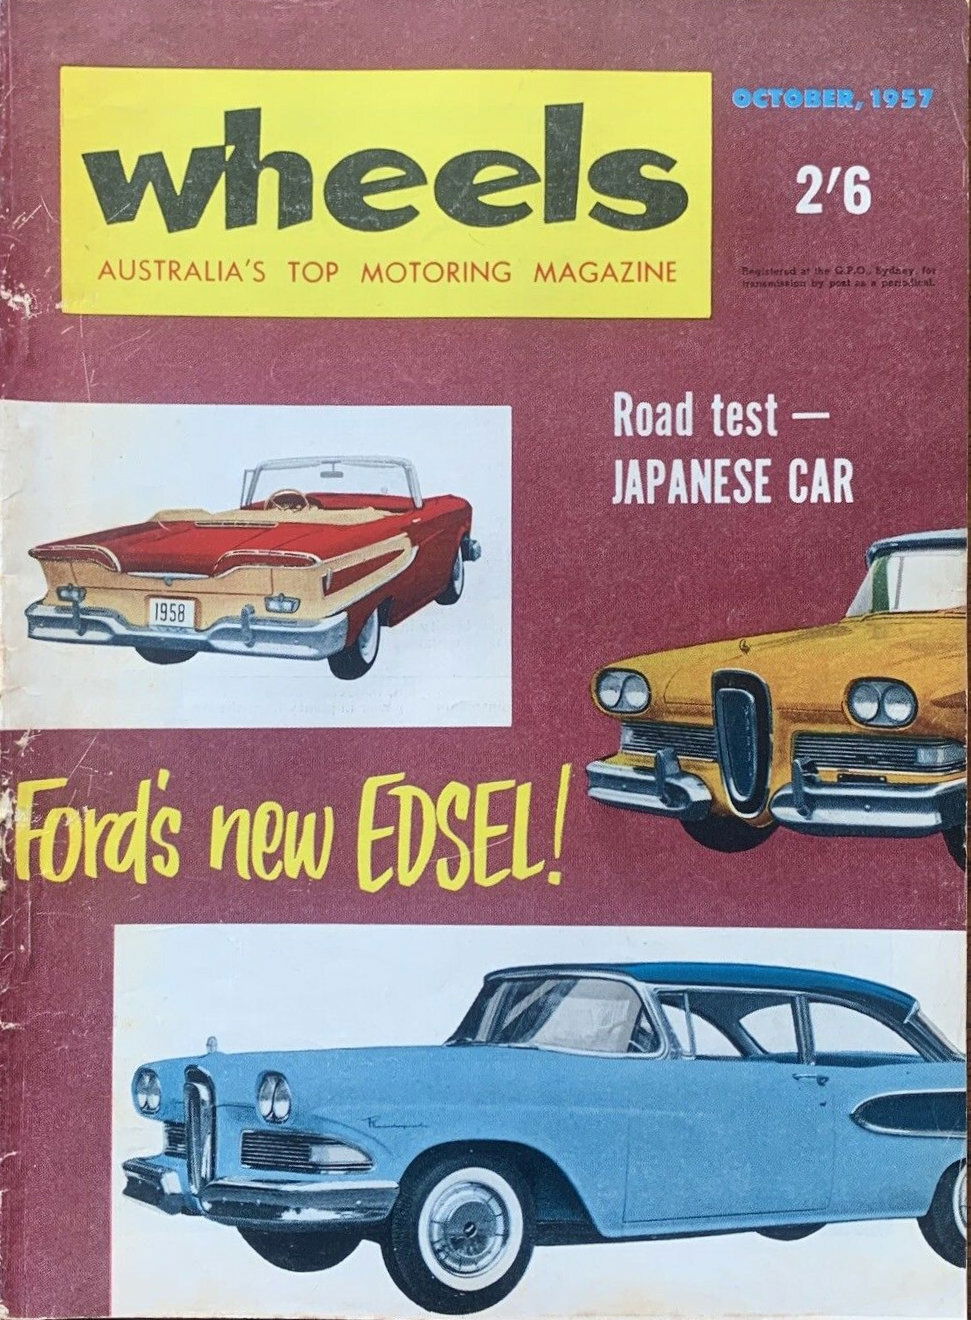 wheels
AUSTRALIA'S TOP MOTORING MAGAZINE
OCTOBER, 1957
2'6
Registered at the G.P.O., Sydney, for
transmission by post as a periodical.
Road test —
JAPANESE CAR
1958
Ford's new EDSEL!